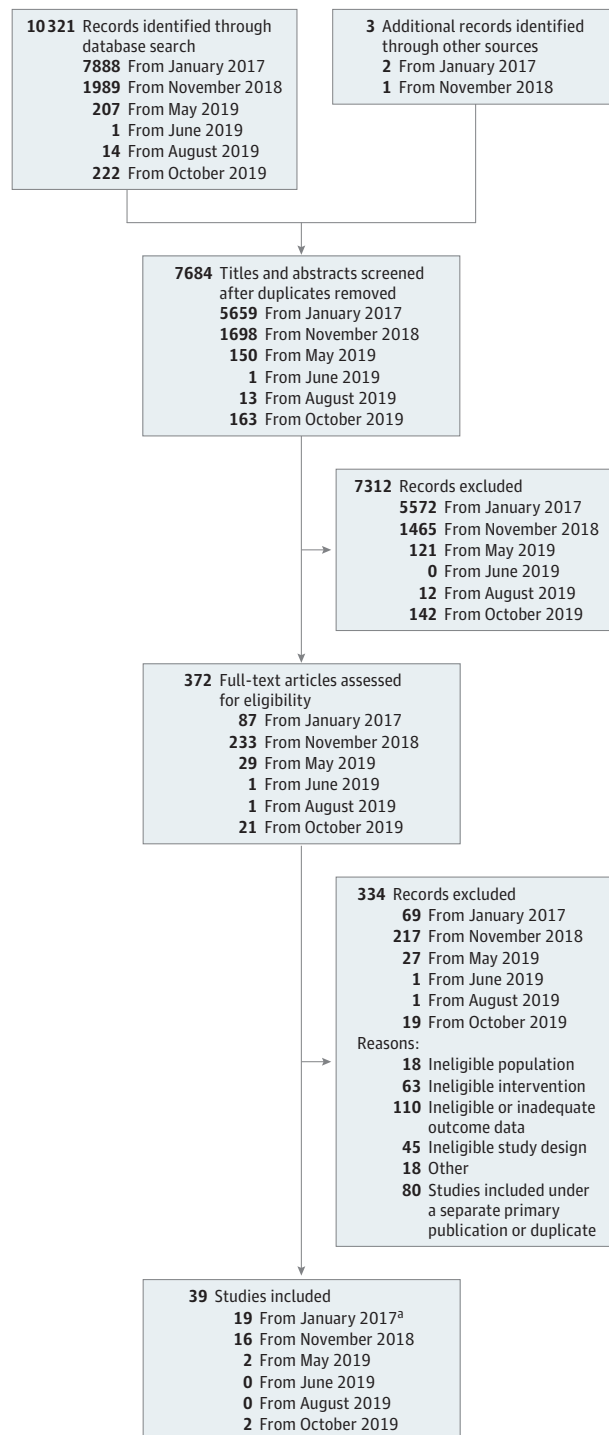 10 321 Records identified through
database search
7888 From January 2017
1989 From November 2018
207 From May 2019
1 From June 2019
14 From August 2019
222 From October 2019
3 Additional records identified
through other sources
2 From January 2017
1 From November 2018
7684 Titles and abstracts screened
after duplicates removed
5659 From January 2017
1698 From November 2018
150 From May 2019
1 From June 2019
13 From August 2019
163 From October 2019
7312 Records excluded
5572 From January 2017
1465 From November 2018
121 From May 2019
0 From June 2019
12 From August 2019
142 From October 2019
372 Full-text articles assessed
for eligibility
87 From January 2017
233 From November 2018
29 From May 2019
1 From June 2019
1 From August 2019
21 From October 2019
334 Records excluded
69 From January 2017
217 From November 2018
27 From May 2019
1 From June 2019
1 From August 2019
19 From October 2019
Reasons:
18 Ineligible population
63 Ineligible intervention
110 Ineligible or inadequate
outcome data
45 Ineligible study design
18 Other
80 Studies included under
a separate primary
publication or duplicate
39 Studies included
19 From January 2017a
16 From November 2018
2 From May 2019
0 From June 2019
0 From August 2019
2 From October 2019